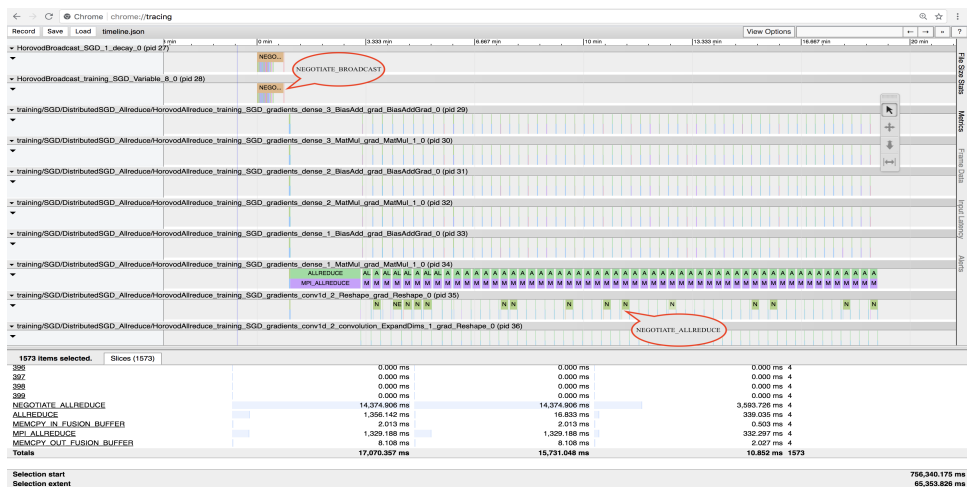 Chrome | chrome://tracing
Record Save Load timeline.json View Options ← → » ?
0 min 3.333 min 6.667 min 10 min 13.333 min 16.667 min 20 min
HorovodBroadcast_SGD_1_decay_0 (pid 27)
NEGO...
NEGOTIATE_BROADCAST
HorovodBroadcast_training_SGD_Variable_8_0 (pid 28)
NEGO...
training/SGD/DistributedSGD_Allreduce/HorovodAllreduce_training_SGD_gradients_dense_3_BiasAdd_grad_BiasAddGrad_0 (pid 29)
training/SGD/DistributedSGD_Allreduce/HorovodAllreduce_training_SGD_gradients_dense_3_MatMul_grad_MatMul_1_0 (pid 30)
training/SGD/DistributedSGD_Allreduce/HorovodAllreduce_training_SGD_gradients_dense_2_BiasAdd_grad_BiasAddGrad_0 (pid 31)
training/SGD/DistributedSGD_Allreduce/HorovodAllreduce_training_SGD_gradients_dense_2_MatMul_grad_MatMul_1_0 (pid 32)
training/SGD/DistributedSGD_Allreduce/HorovodAllreduce_training_SGD_gradients_dense_1_BiasAdd_grad_BiasAddGrad_0 (pid 33)
training/SGD/DistributedSGD_Allreduce/HorovodAllreduce_training_SGD_gradients_dense_1_MatMul_grad_MatMul_1_0 (pid 34)
ALLREDUCE AL A AL AL AL A AL AL A A A A A A A A A A A A A A A A A A A A A A A A A A A A A A A A A A A A A A
MPI_ALLREDUCE M M M M M M M M M M M M M M M M M M M M M M M M M M M M M M M M M M M M M M M M M M M M M M M M M M
training/SGD/DistributedSGD_Allreduce/HorovodAllreduce_training_SGD_gradients_conv1d_2_Reshape_grad_Reshape_0 (pid 35)
N NE N N N N N N N N N N N N N
NEGOTIATE_ALLREDUCE
training/SGD/DistributedSGD_Allreduce/HorovodAllreduce_training_SGD_gradients_conv1d_2_convolution_ExpandDims_1_grad_Reshape_0 (pid 36)
File Size Stats
Metrics
Frame Data
Input Latency
Alerts
1573 items selected. Slices (1573)
396 0.000 ms 0.000 ms 0.000 ms 4
397 0.000 ms 0.000 ms 0.000 ms 4
398 0.000 ms 0.000 ms 0.000 ms 4
399 0.000 ms 0.000 ms 0.000 ms 4
NEGOTIATE_ALLREDUCE 14,374.906 ms 14,374.906 ms 3,593.726 ms 4
ALLREDUCE 1,356.142 ms 16.833 ms 339.035 ms 4
MEMCPY_IN_FUSION_BUFFER 2.013 ms 2.013 ms 0.503 ms 4
MPI_ALLREDUCE 1,329.188 ms 1,329.188 ms 332.297 ms 4
MEMCPY_OUT_FUSION_BUFFER 8.108 ms 8.108 ms 2.027 ms 4
Totals 17,070.357 ms 15,731.048 ms 10.852 ms 1573
Selection start 756,340.175 ms
Selection extent 65,353.826 ms